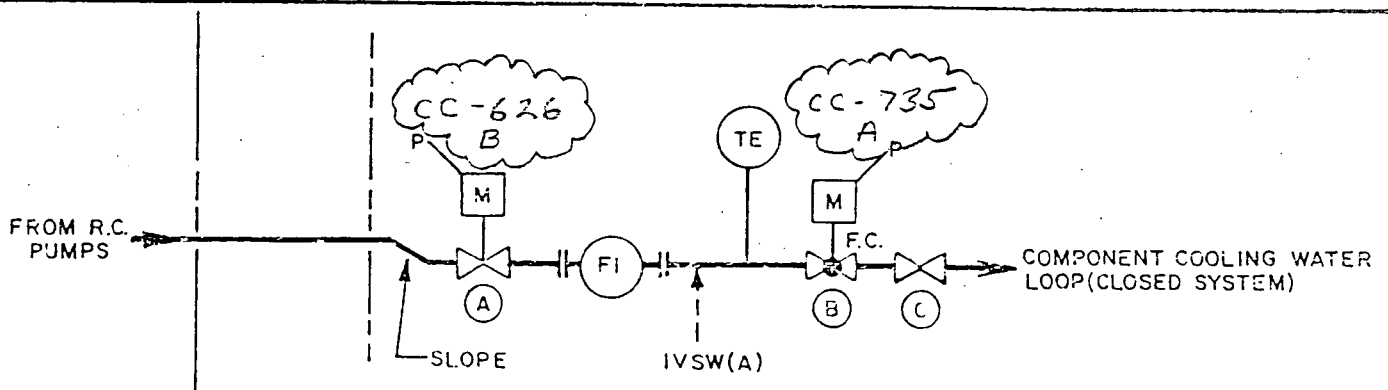 CC-626
B
P
M
CC-735
A
P
M
TE
F.C.
FROM R.C.
PUMPS
FI
COMPONENT COOLING WATER
LOOP(CLOSED SYSTEM)
A
B
C
SLOPE
IVSW(A)